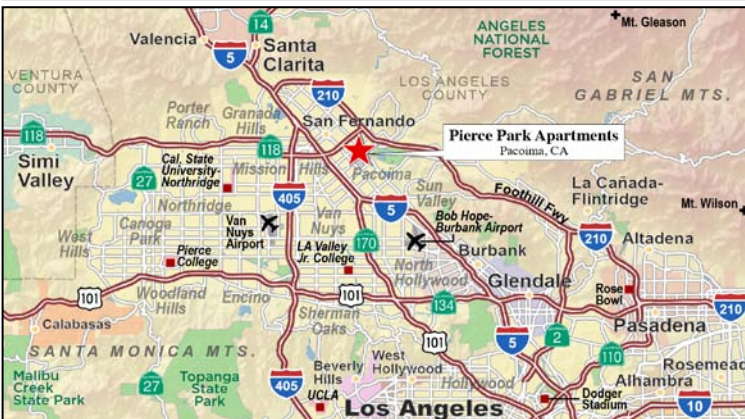 14
Mt. Gleason
Valencia
Santa
Clarita
ANGELES
NATIONAL
FOREST
5
VENTURA
COUNTY
210
LOS ANGELES
COUNTY
SAN
GABRIEL MTS.
Porter
Ranch
Granada
Hills
San Fernando
118
Simi
Valley
118
Pierce Park Apartments
Pacoima, CA
Cal. State
University-
Northridge
Mission Hills
Pacoima
27
405
Sun
Valley
Foothill Fwy
La Cañada-
Flintridge
Mt. Wilson
Northridge
5
Bob Hope-
Burbank Airport
Canoga
Park
Van
Nuys
Airport
Van
Nuys
210
Altadena
West
Hills
170
LA Valley
Jr. College
Burbank
Pierce
College
North
Hollywood
Glendale
Rose
Bowl
101
Woodland
Hills
Encino
101
134
210
Calabasas
Sherman
Oaks
101
5
2
Pasadena
SANTA MONICA MTS.
110
Rosemead
Malibu
Creek
State Park
27
Topanga
State
Park
405
Beverly
Hills
West
Hollywood
Hollywood
Alhambra
UCLA
Dodger
Stadium
Los Angeles
10